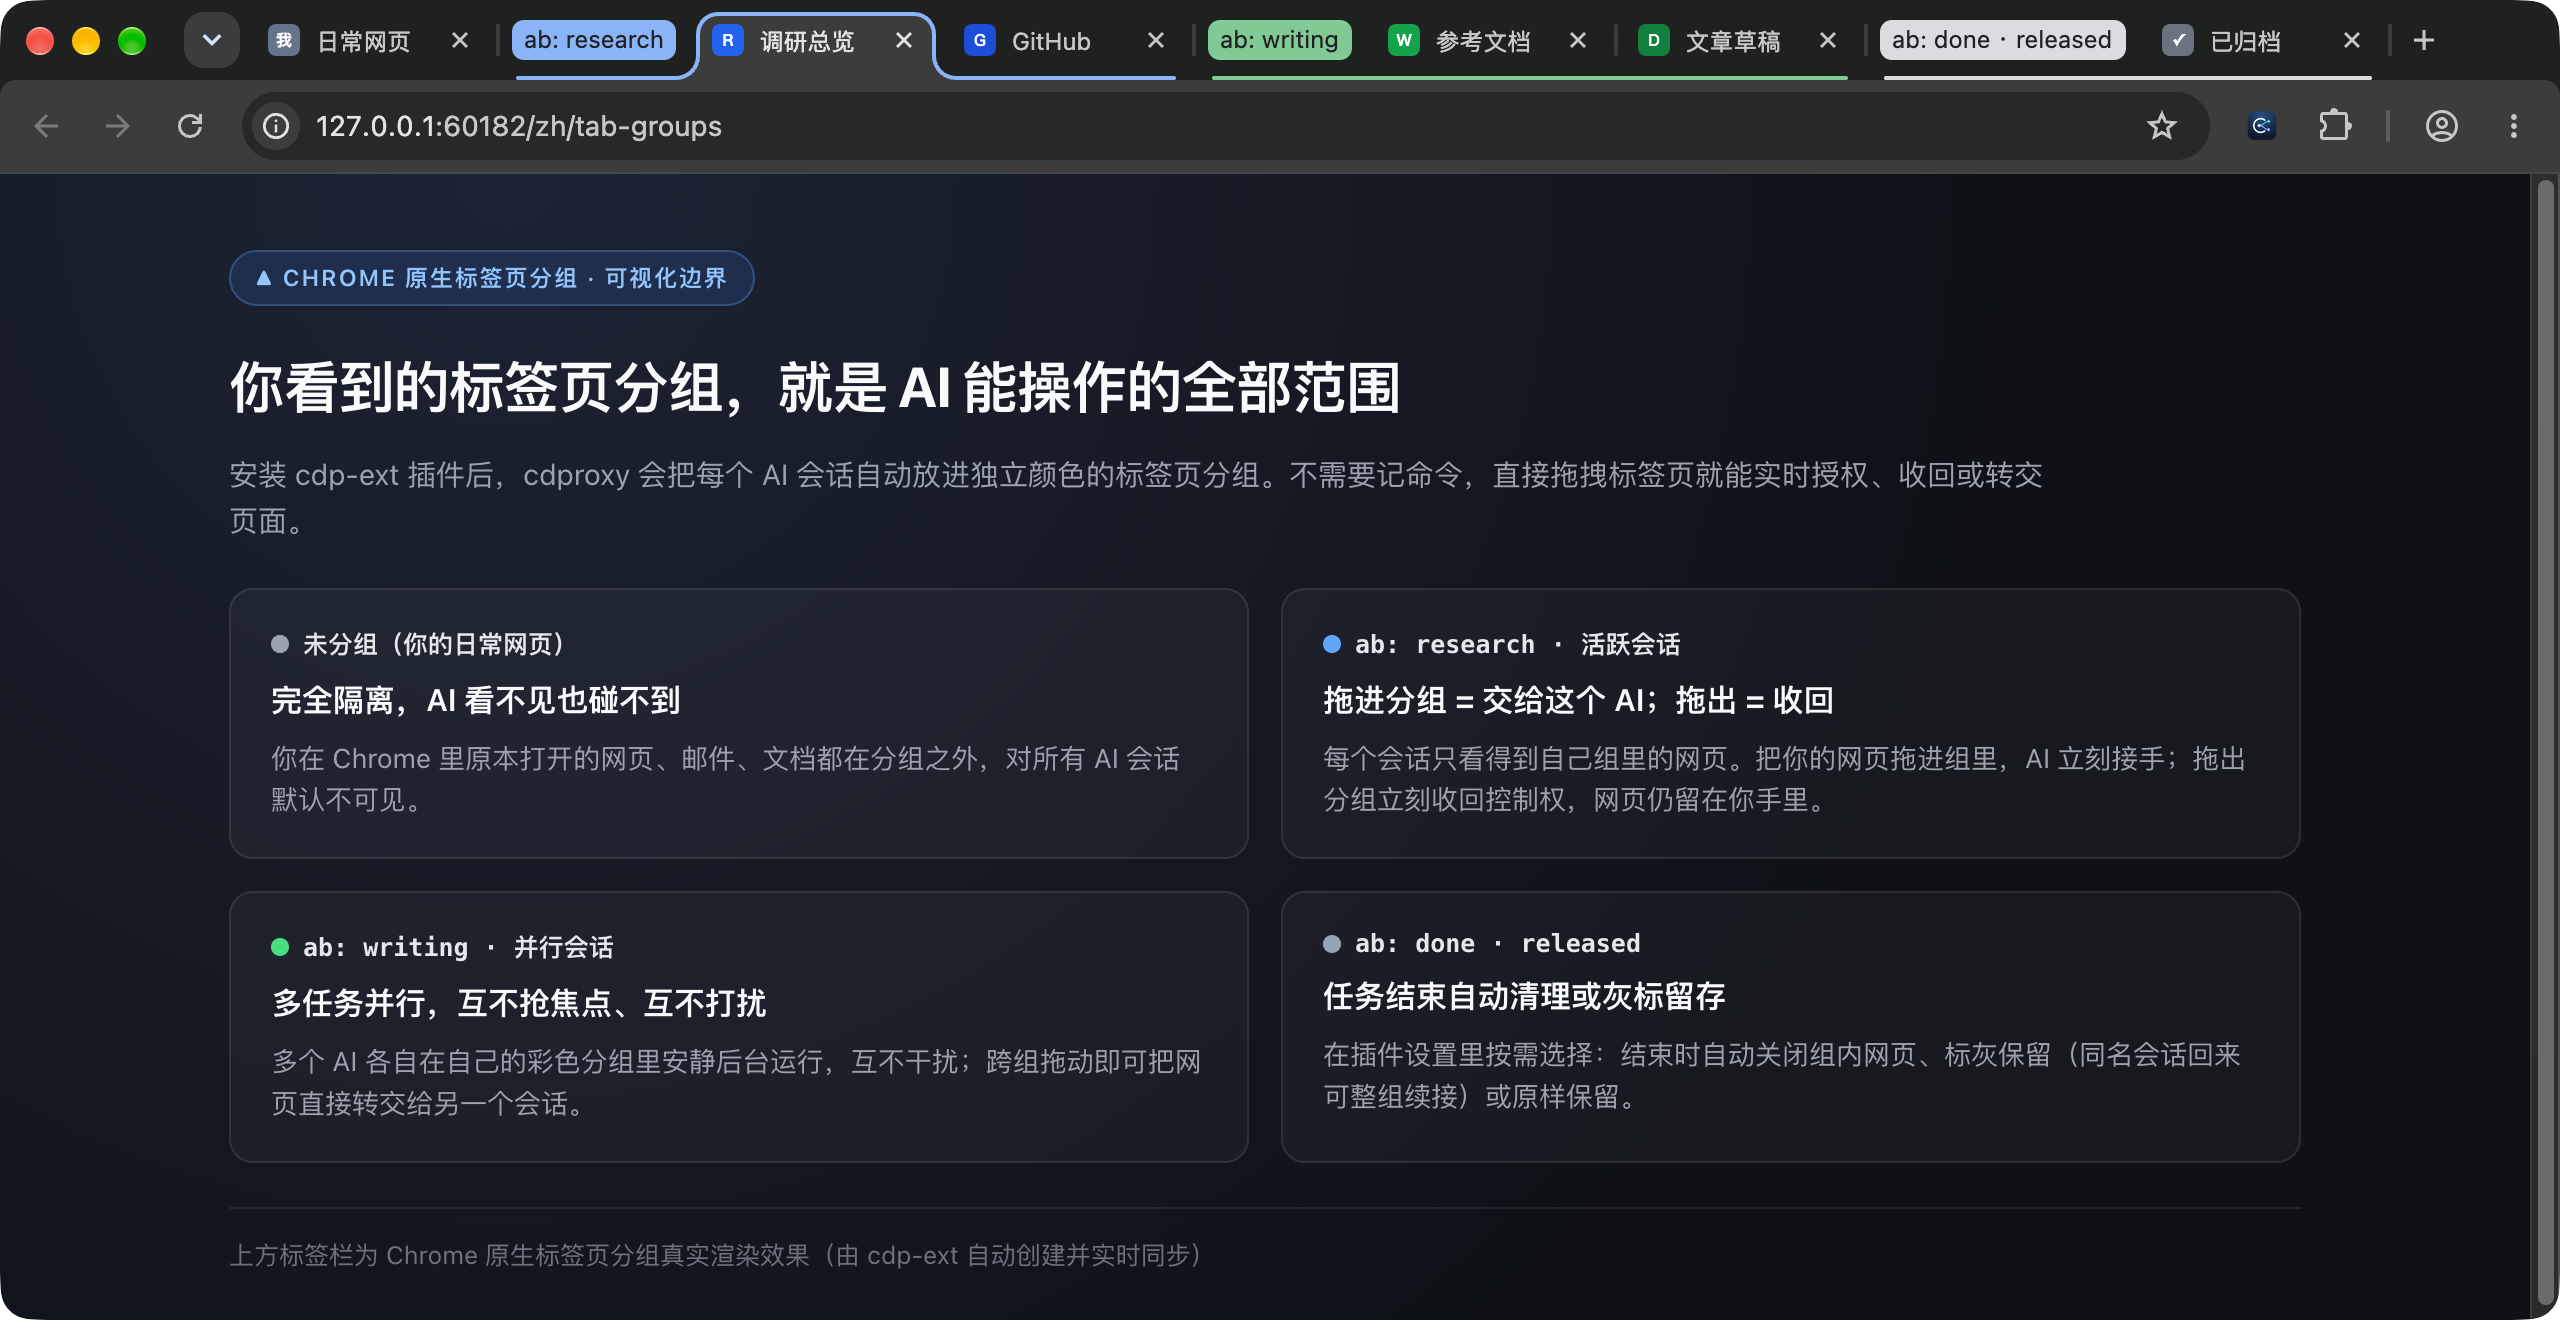 我 日常网页 ab: research R 调研总览 G GitHub ab: writing W 参考文档 D 文章草稿 ab: done · released 已归档
127.0.0.1:60182/zh/tab-groups
CHROME 原生标签页分组 · 可视化边界
你看到的标签页分组，就是 AI 能操作的全部范围
安装 cdp-ext 插件后，cdproxy 会把每个 AI 会话自动放进独立颜色的标签页分组。不需要记命令，直接拖拽标签页就能实时授权、收回或转交
页面。
未分组（你的日常网页）
完全隔离，AI 看不见也碰不到
你在 Chrome 里原本打开的网页、邮件、文档都在分组之外，对所有 AI 会话
默认不可见。
ab: research · 活跃会话
拖进分组 = 交给这个 AI；拖出 = 收回
每个会话只看得到自己组里的网页。把你的网页拖进组里，AI 立刻接手；拖出
分组立刻收回控制权，网页仍留在你手里。
ab: writing · 并行会话
多任务并行，互不抢焦点、互不打扰
多个 AI 各自在自己的彩色分组里安静后台运行，互不干扰；跨组拖动即可把网
页直接转交给另一个会话。
ab: done · released
任务结束自动清理或灰标留存
在插件设置里按需选择：结束时自动关闭组内网页、标灰保留（同名会话回来
可整组续接）或原样保留。
上方标签栏为 Chrome 原生标签页分组真实渲染效果（由 cdp-ext 自动创建并实时同步）